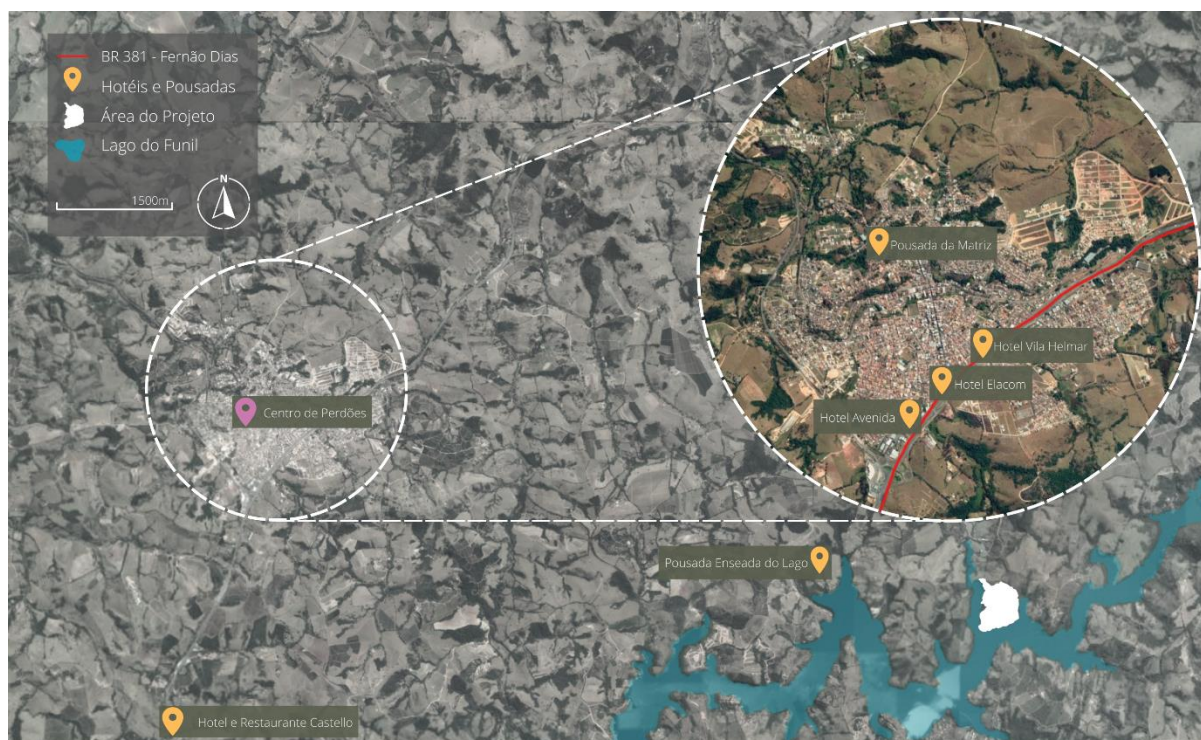 BR 381 - Fernão Dias
Hotéis e Pousadas
Área do Projeto
Lago do Funil
1500m
N
Pousada da Matriz
Hotel Vila Helmar
Hotel Elacom
Hotel Avenida
Centro de Perdões
Pousada Enseada do Lago
Hotel e Restaurante Castello